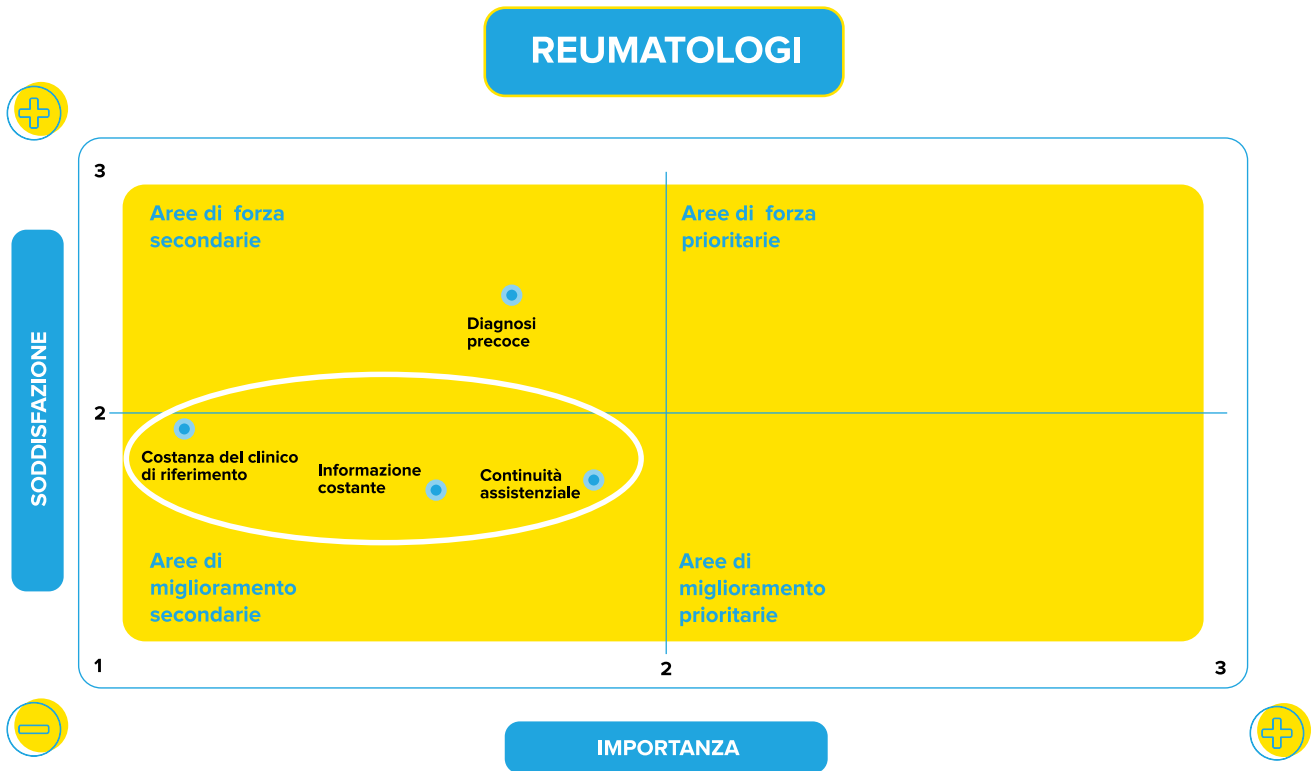 REUMATOLOGI
3
Aree di forza
secondarie
Aree di forza
prioritarie
SODDISFAZIONE
Diagnosi
precoce
2
Costanza del clinico
di riferimento
Informazione
costante
Continuità
assistenziale
Aree di
miglioramento
secondarie
Aree di
miglioramento
prioritarie
1
2
3
IMPORTANZA